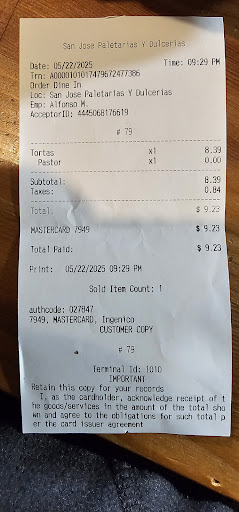 San Jose Paletarias Y Dulcerias
Date: 05/22/2025 Time: 09:29 PM
Trn: A0000101017479672477386
Order Dine In
Loc: San Jose Paletarias Y Dulcerias
Emp: Alfonso M.
AcceptorID: 4445068176619
# 79
Tortas x1 8.39
Pastor x1 0.00
Subtotal: 8.39
Taxes: 0.84
Total: $ 9.23
MASTERCARD 7949 $ 9.23
Total Paid: $ 9.23
Print: 05/22/2025 09:29 PM
Sold Item Count: 1
authcode: 027847
7949, MASTERCARD, Ingenico
CUSTOMER COPY
# 79
Terminal Id: 1010
IMPORTANT
Retain this copy for your records
I, as the cardholder, acknowledge receipt of t
he goods/services in the amount of the total sho
wn and agree to the obligations for such total p
er the card issuer agreement